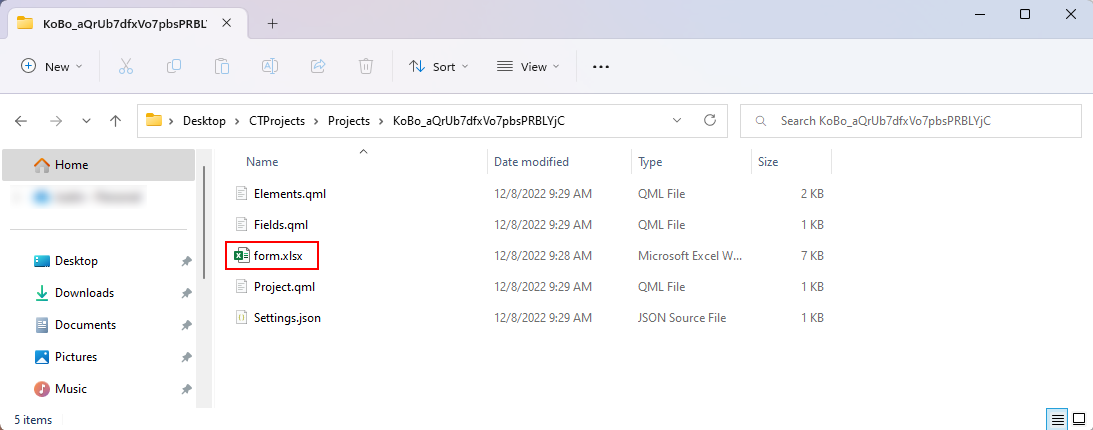 KoBo_aQrUb7dfxVo7pbsPRBLY
New Sort View
Desktop CTProjects Projects KoBo_aQrUb7dfxVo7pbsPRBLYjC Search KoBo_aQrUb7dfxVo7pbsPRBLYjC
Home
Desktop
Downloads
Documents
Pictures
Music
Name Date modified Type Size
Elements.qml 12/8/2022 9:29 AM QML File 2 KB
Fields.qml 12/8/2022 9:29 AM QML File 1 KB
form.xlsx 12/8/2022 9:28 AM Microsoft Excel W... 7 KB
Project.qml 12/8/2022 9:29 AM QML File 1 KB
Settings.json 12/8/2022 9:29 AM JSON Source File 1 KB
5 items